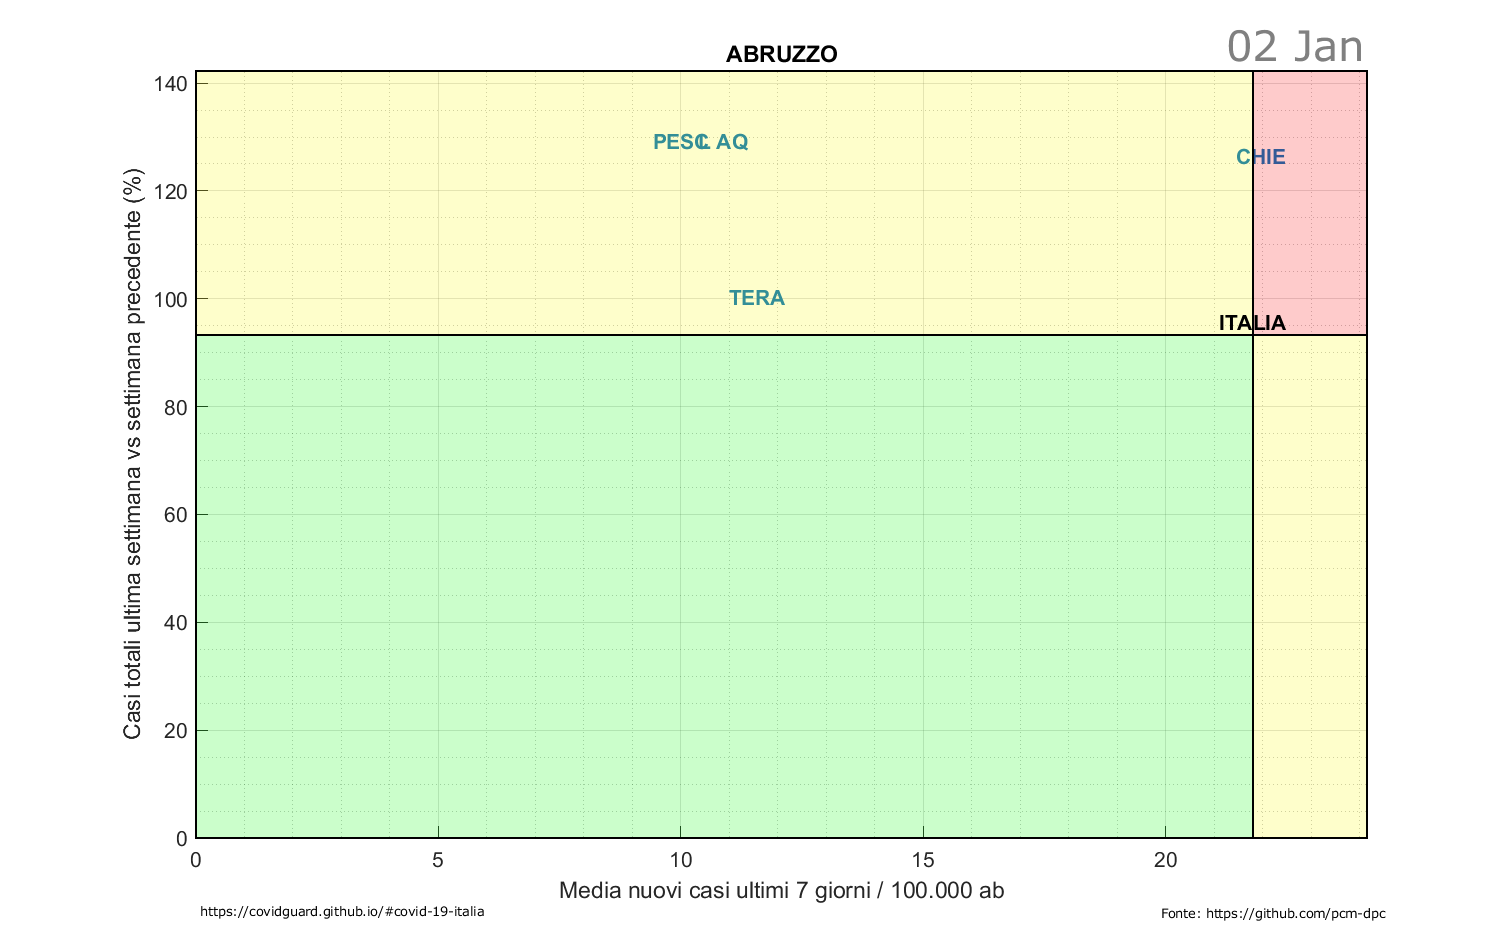 02 Jan
ABRUZZO
140
120
100
80
60
40
20
0
Casi totali ultima settimana vs settimana precedente (%)
PESC
L AQ
CHIE
TERA
ITALIA
0 5 10 15 20
Media nuovi casi ultimi 7 giorni / 100.000 ab
https://covidguard.github.io/#covid-19-italia
Fonte: https://github.com/pcm-dpc